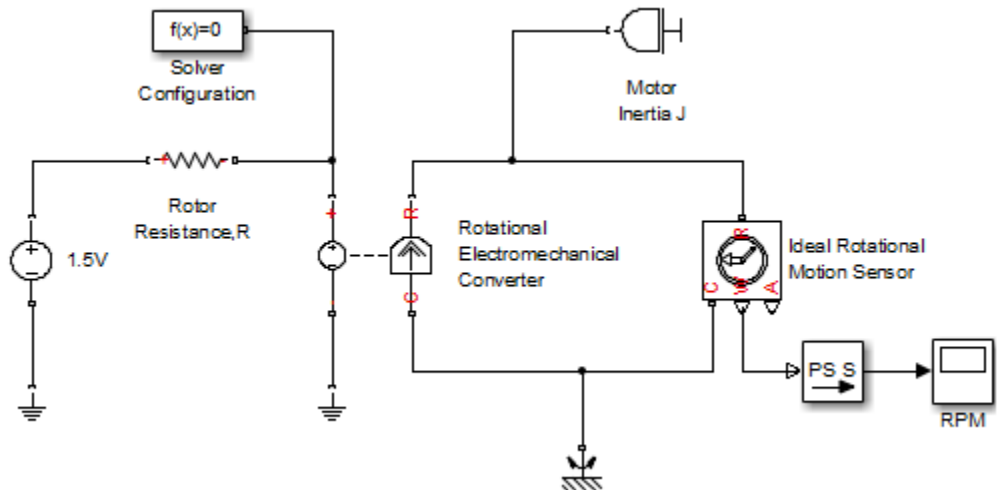 f(x)=0
Solver
Configuration
Motor
Inertia J
+ -
Rotor
Resistance,R
1.5V
+
-
+
-
R
C
Rotational
Electromechanical
Converter
R
C
W
A
Ideal Rotational
Motion Sensor
PS S
RPM